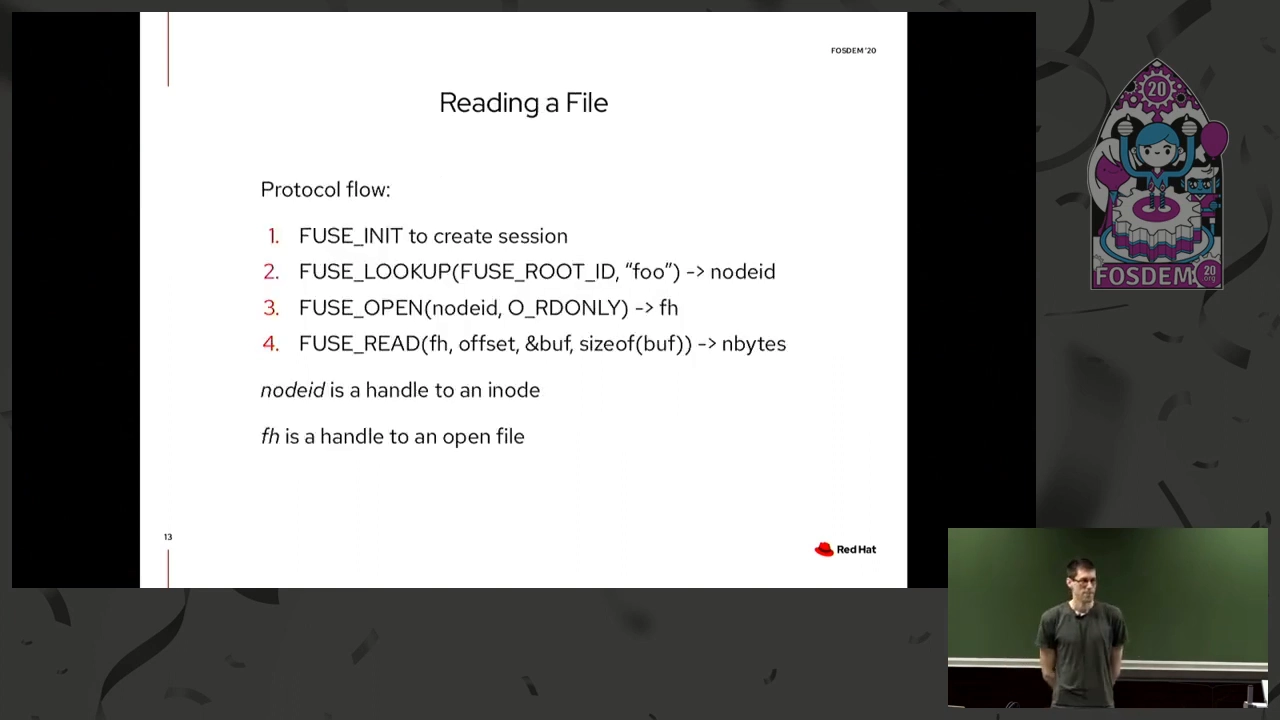 FOSDEM '20
Reading a File
Protocol flow:
1. FUSE_INIT to create session
2. FUSE_LOOKUP(FUSE_ROOT_ID, “foo”) -> nodeid
3. FUSE_OPEN(nodeid, O_RDONLY) -> fh
4. FUSE_READ(fh, offset, &buf, sizeof(buf)) -> nbytes
nodeid is a handle to an inode
fh is a handle to an open file
13
Red Hat
20
FOSDEM
20
.org